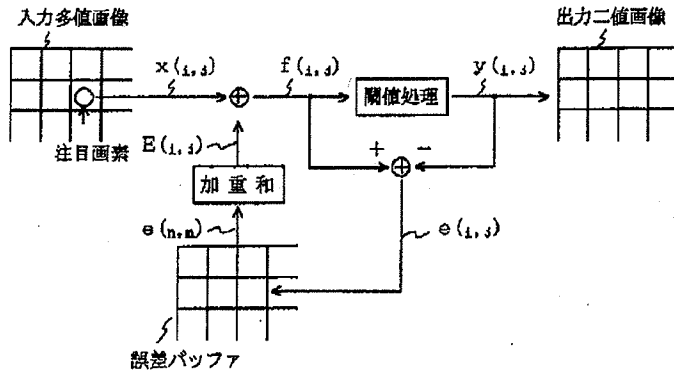 入力多値画像
出力二値画像
x(i,j)
f(i,j)
y(i,j)
閾値処理
注目画素
E(i,j)
+
−
加重和
e(n,m)
e(i,j)
誤差バッファ